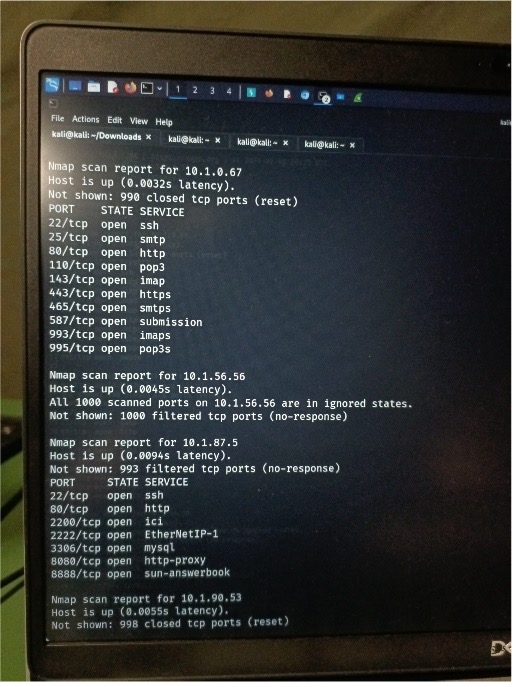 1 2 3 4
File Actions Edit View Help
kali@kali: ~/Downloads × kali@kali: ~ × kali@kali: ~ × kali@kali: ~ ×
Nmap scan report for 10.1.0.67
Host is up (0.0032s latency).
Not shown: 990 closed tcp ports (reset)
PORT STATE SERVICE
22/tcp open ssh
25/tcp open smtp
80/tcp open http
110/tcp open pop3
143/tcp open imap
443/tcp open https
465/tcp open smtps
587/tcp open submission
993/tcp open imaps
995/tcp open pop3s
Nmap scan report for 10.1.56.56
Host is up (0.0045s latency).
All 1000 scanned ports on 10.1.56.56 are in ignored states.
Not shown: 1000 filtered tcp ports (no-response)
Nmap scan report for 10.1.87.5
Host is up (0.0094s latency).
Not shown: 993 filtered tcp ports (no-response)
PORT STATE SERVICE
22/tcp open ssh
80/tcp open http
2200/tcp open ici
2222/tcp open EtherNetIP-1
3306/tcp open mysql
8080/tcp open http-proxy
8888/tcp open sun-answerbook
Nmap scan report for 10.1.90.53
Host is up (0.0055s latency).
Not shown: 998 closed tcp ports (reset)